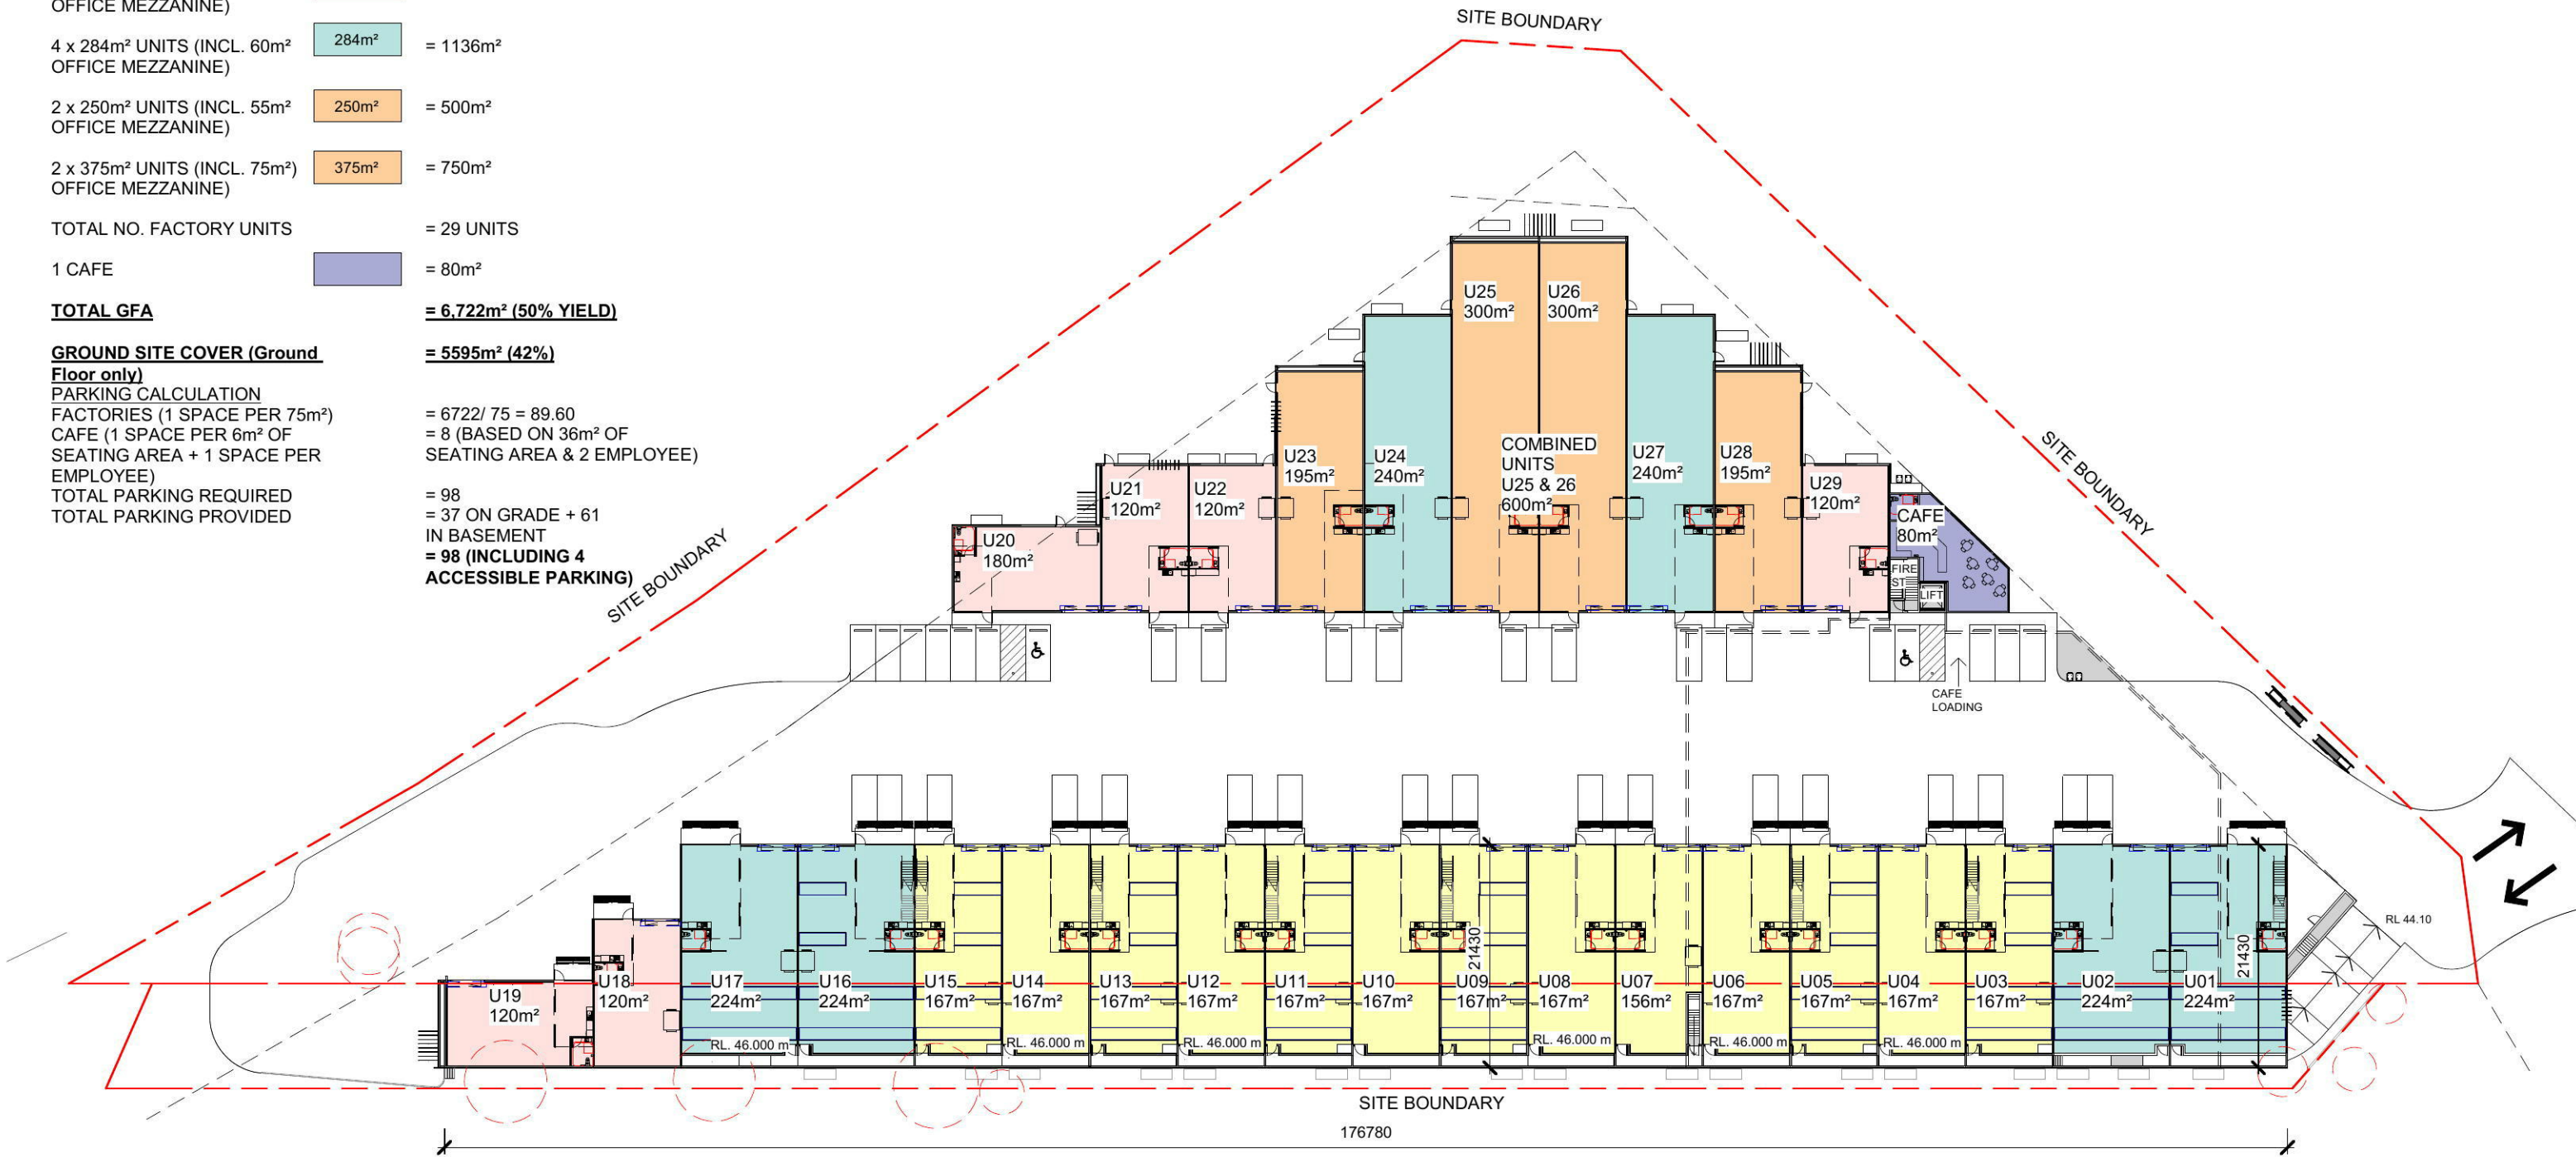 OFFICE MEZZANINE)
4 x 284m² UNITS (INCL. 60m² 284m² = 1136m²
OFFICE MEZZANINE)
2 x 250m² UNITS (INCL. 55m² 250m² = 500m²
OFFICE MEZZANINE)
2 x 375m² UNITS (INCL. 75m²) 375m² = 750m²
OFFICE MEZZANINE)
TOTAL NO. FACTORY UNITS = 29 UNITS
1 CAFE = 80m²
TOTAL GFA = 6,722m² (50% YIELD)
GROUND SITE COVER (Ground = 5595m² (42%)
Floor only)
PARKING CALCULATION
FACTORIES (1 SPACE PER 75m²) = 6722/ 75 = 89.60
CAFE (1 SPACE PER 6m² OF = 8 (BASED ON 36m² OF
SEATING AREA + 1 SPACE PER SEATING AREA & 2 EMPLOYEE)
EMPLOYEE)
TOTAL PARKING REQUIRED = 98
TOTAL PARKING PROVIDED = 37 ON GRADE + 61
IN BASEMENT
= 98 (INCLUDING 4
ACCESSIBLE PARKING)
SITE BOUNDARY
SITE BOUNDARY
SITE BOUNDARY
U25
300m²
U26
300m²
COMBINED
UNITS
U25 & 26
600m²
U23
195m²
U24
240m²
U27
240m²
U28
195m²
U21
120m²
U22
120m²
U29
120m²
U20
180m²
CAFE
80m²
FIRE
ST
LIFT
CAFE
LOADING
RL 44.10
21430
21430
U19
120m²
U18
120m²
U17
224m²
U16
224m²
U15
167m²
U14
167m²
U13
167m²
U12
167m²
U11
167m²
U10
167m²
U09
167m²
U08
167m²
U07
156m²
U06
167m²
U05
167m²
U04
167m²
U03
167m²
U02
224m²
U01
224m²
RL. 46.000 m
RL. 46.000 m
RL. 46.000 m
RL. 46.000 m
RL. 46.000 m
RL. 46.000 m
SITE BOUNDARY
176780